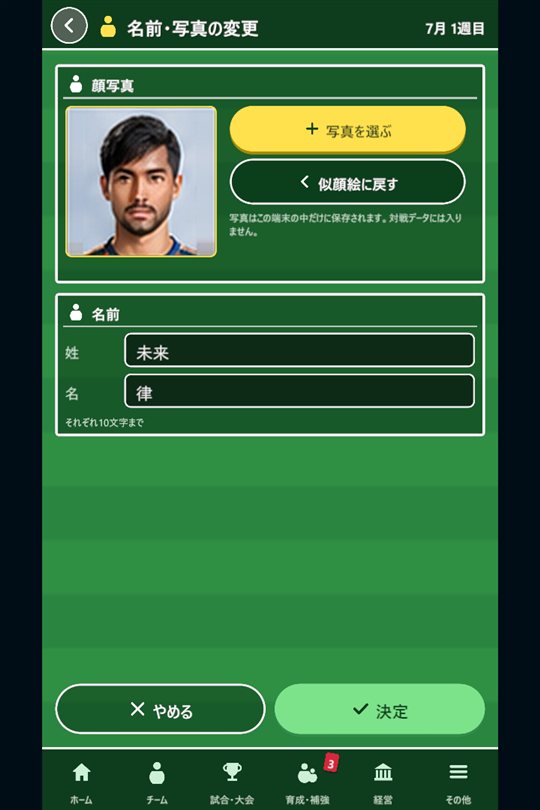 名前・写真の変更
7月 1週目
顔写真
写真を選ぶ
似顔絵に戻す
写真はこの端末の中だけに保存されます。対戦データには入り
ません。
名前
姓 未来
名 律
それぞれ10文字まで
やめる
決定
3
ホーム チーム 試合・大会 育成・補強 経営 その他